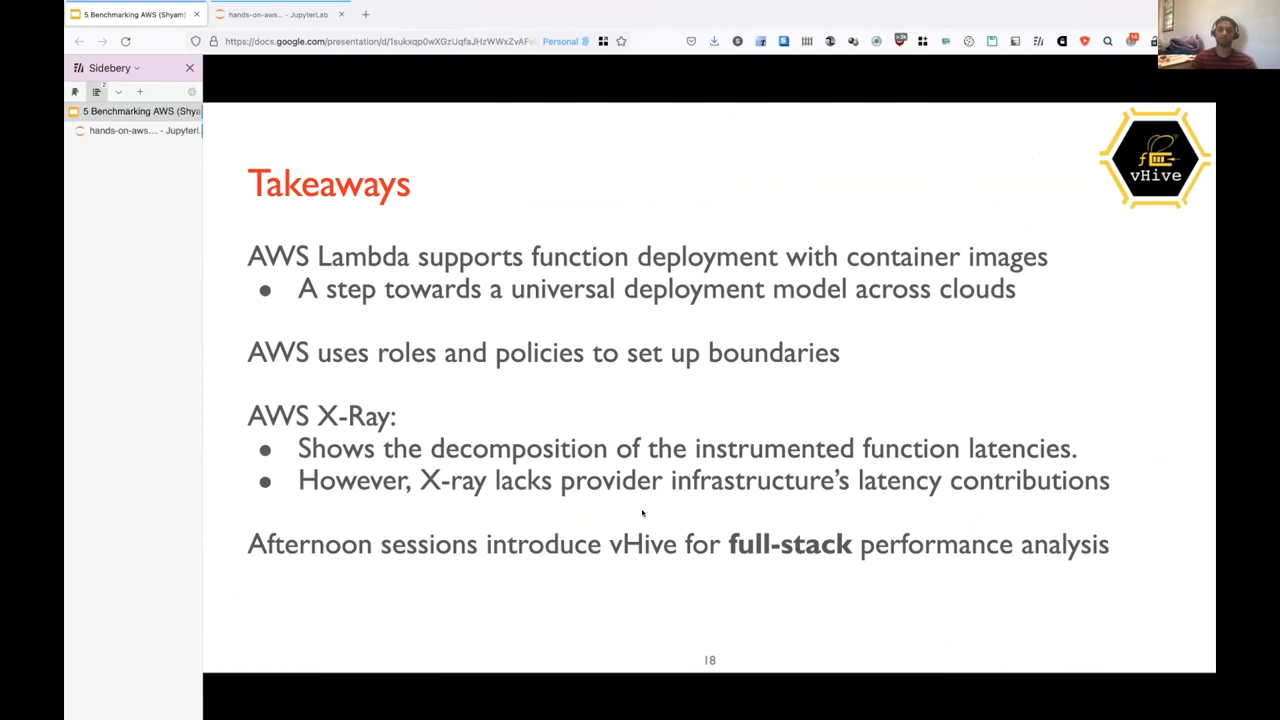 5 Benchmarking AWS (Shyam)
hands-on-aws... - JupyterLab
https://docs.google.com/presentation/d/1sukxqp0wXGzUqfaJHzWWxZvAFv
Personal
Sidebery
5 Benchmarking AWS (Shya
hands-on-aws... - Jupyterl
vHive
Takeaways
AWS Lambda supports function deployment with container images
● A step towards a universal deployment model across clouds
AWS uses roles and policies to set up boundaries
AWS X-Ray:
● Shows the decomposition of the instrumented function latencies.
● However, X-ray lacks provider infrastructure's latency contributions
Afternoon sessions introduce vHive for full-stack performance analysis
18